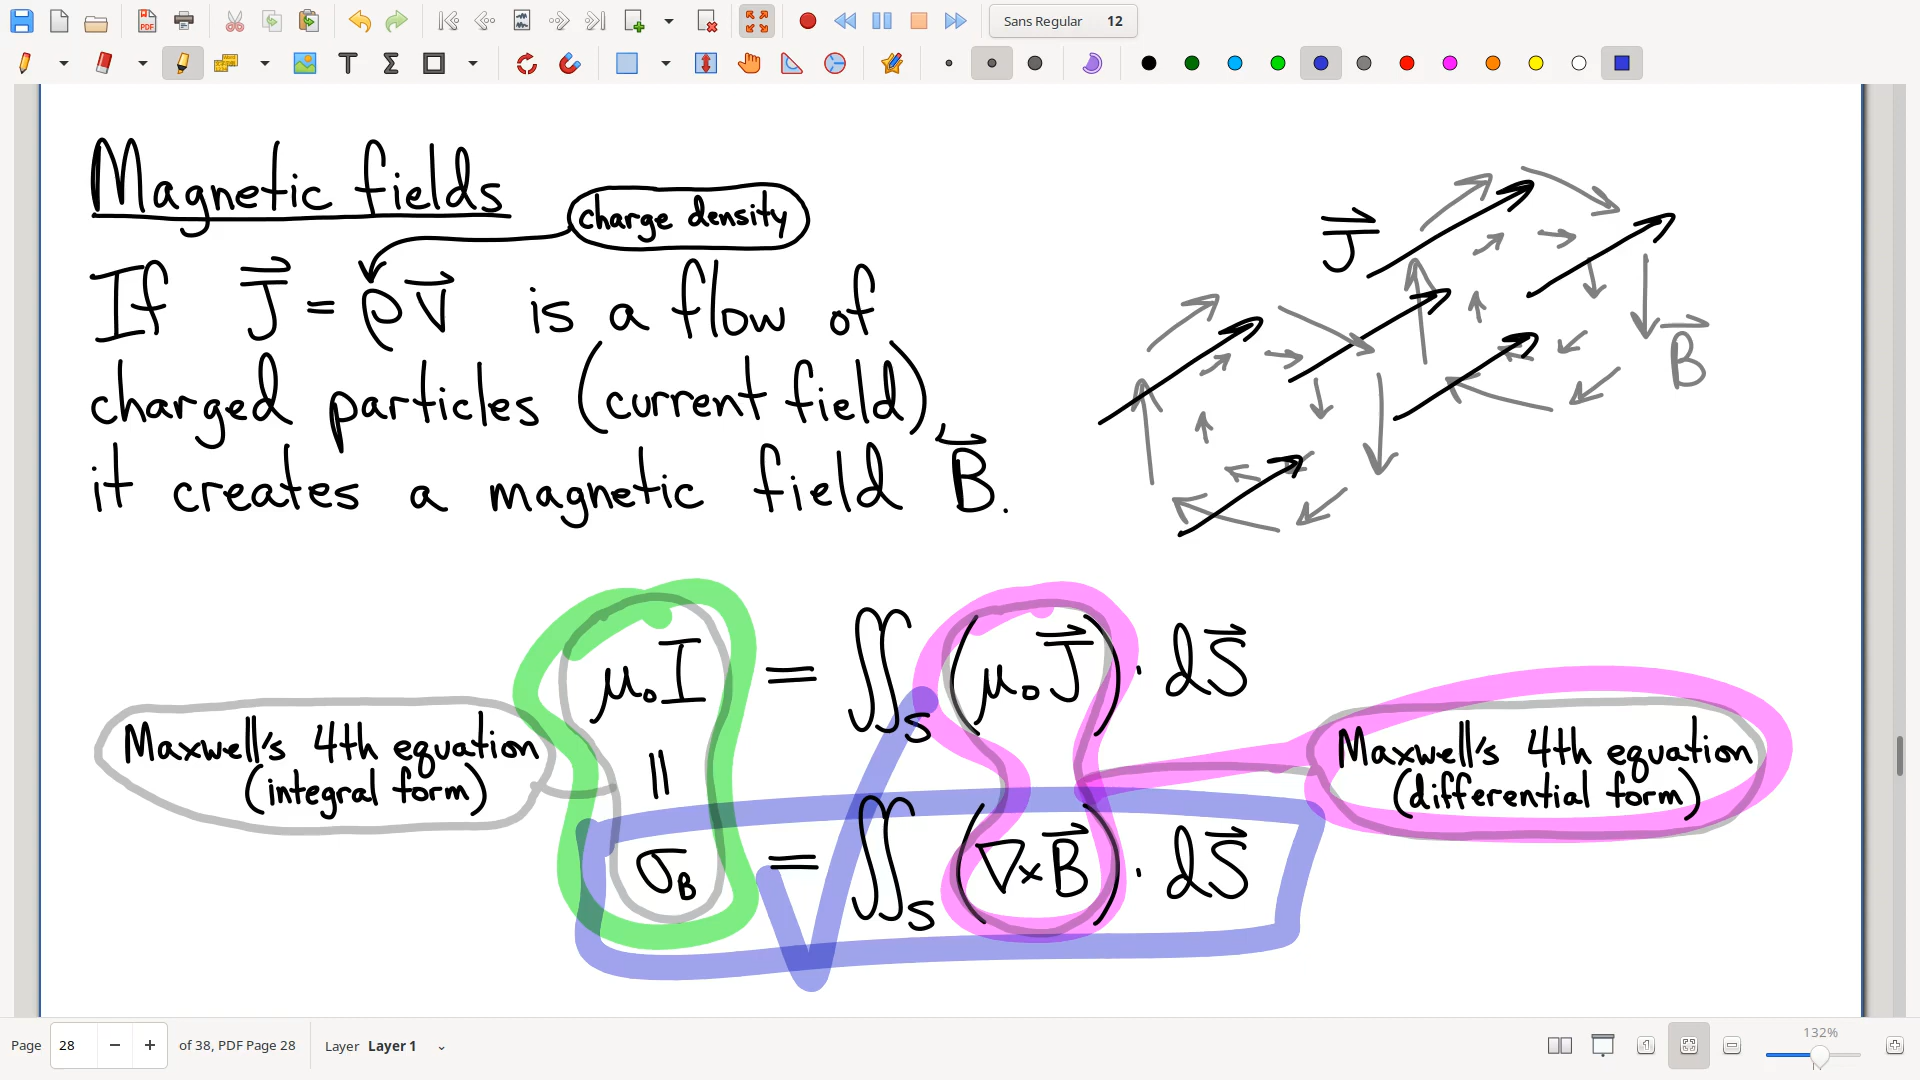 Sans Regular 12
Magnetic fields
charge density
If J⃗ = ρv⃗ is a flow of
charged particles (current field)
it creates a magnetic field B⃗.
J⃗
B⃗
μ₀I = ∬_S (μ₀J⃗) · dS⃗
Maxwell's 4th equation
(integral form)
=
Maxwell's 4th equation
(differential form)
σ_B = ∬_S (∇×B⃗) · dS⃗
Page 28 of 38, PDF Page 28 Layer Layer 1 132%